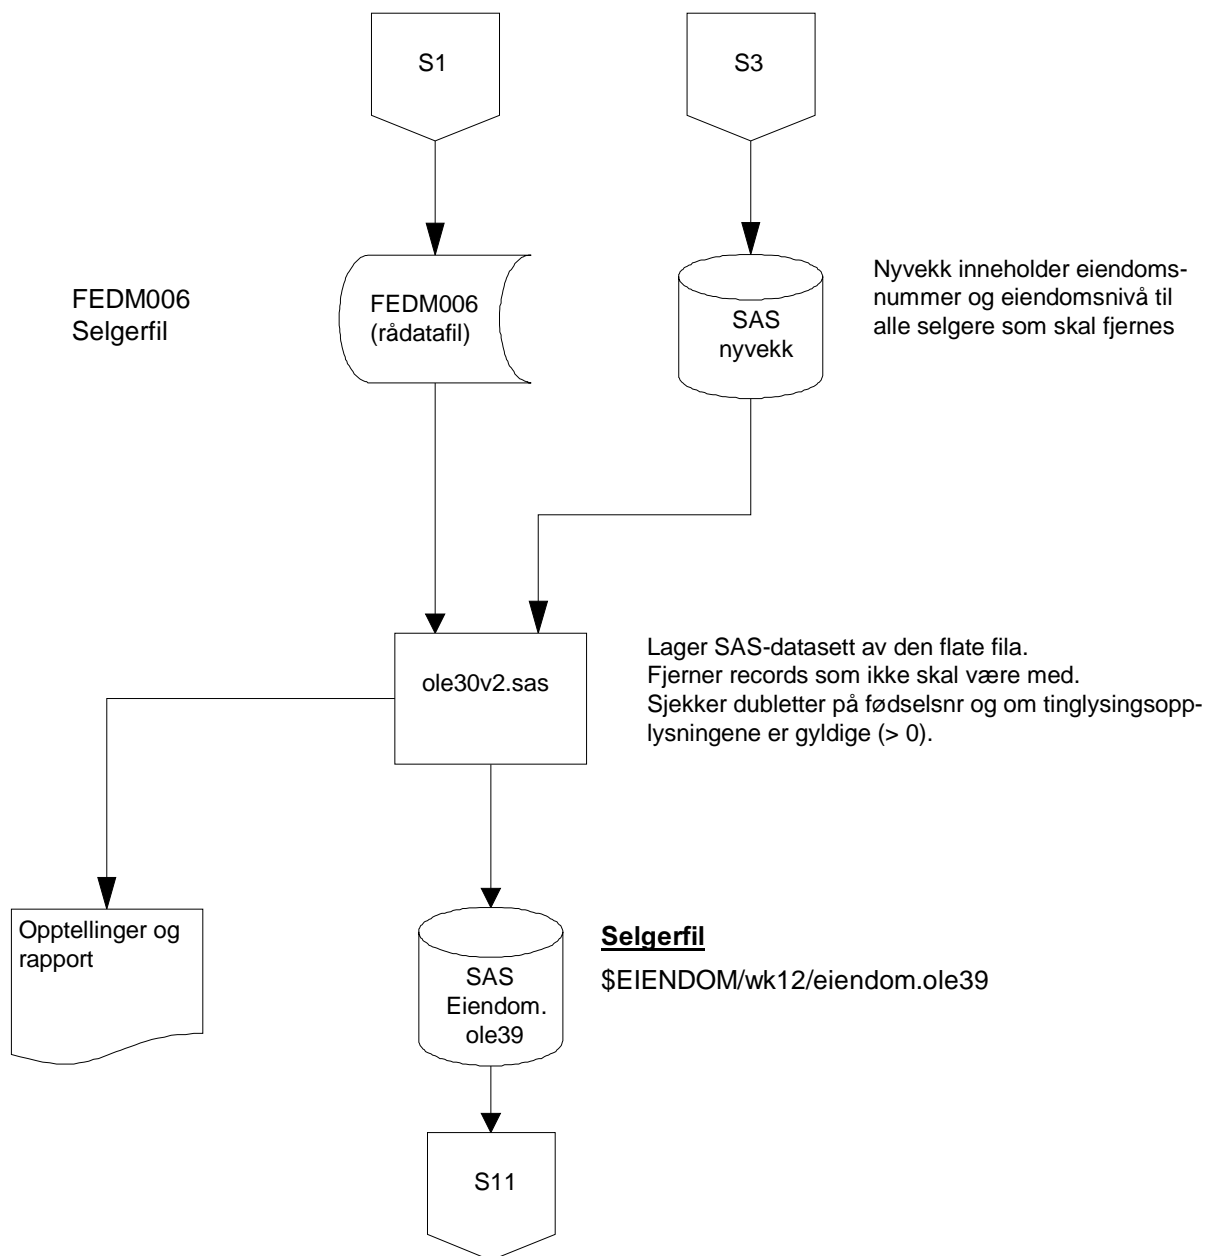 S1
S3
FEDM006
Selgerfil
FEDM006
(rådatafil)
SAS
nyvekk
Nyvekk inneholder eiendoms-
nummer og eiendomsnivå til
alle selgere som skal fjernes
ole30v2.sas
Lager SAS-datasett av den flate fila.
Fjerner records som ikke skal være med.
Sjekker dubletter på fødselsnr og om tinglysingsopp-
lysningene er gyldige (> 0).
Opptellinger og
rapport
SAS
Eiendom.
ole39
Selgerfil
$EIENDOM/wk12/eiendom.ole39
S11